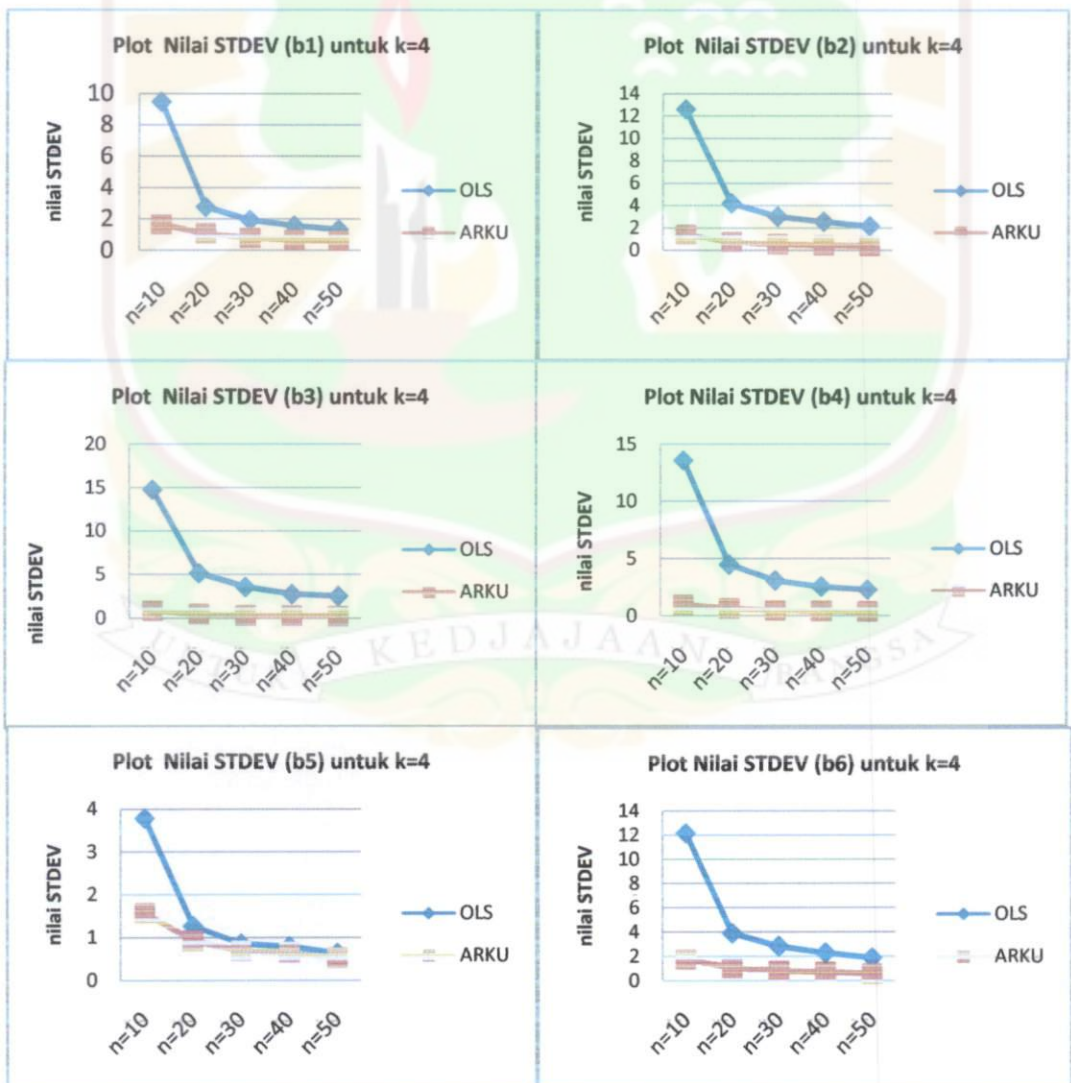 Plot Nilai STDEV (b1) untuk k=4
nilai STDEV
10
8
6
4
2
0
n=10 n=20 n=30 n=40 n=50
OLS
ARKU
Plot Nilai STDEV (b2) untuk k=4
nilai STDEV
14
12
10
8
6
4
2
0
n=10 n=20 n=30 n=40 n=50
OLS
ARKU
Plot Nilai STDEV (b3) untuk k=4
nilai STDEV
20
15
10
5
0
n=10 n=20 n=30 n=40 n=50
OLS
ARKU
Plot Nilai STDEV (b4) untuk k=4
nilai STDEV
15
10
5
0
n=10 n=20 n=30 n=40 n=50
OLS
ARKU
UNTUK KEDJAJAAN BANGSA
Plot Nilai STDEV (b5) untuk k=4
nilai STDEV
4
3
2
1
0
n=10 n=20 n=30 n=40 n=50
OLS
ARKU
Plot Nilai STDEV (b6) untuk k=4
nilai STDEV
14
12
10
8
6
4
2
0
n=10 n=20 n=30 n=40 n=50
OLS
ARKU